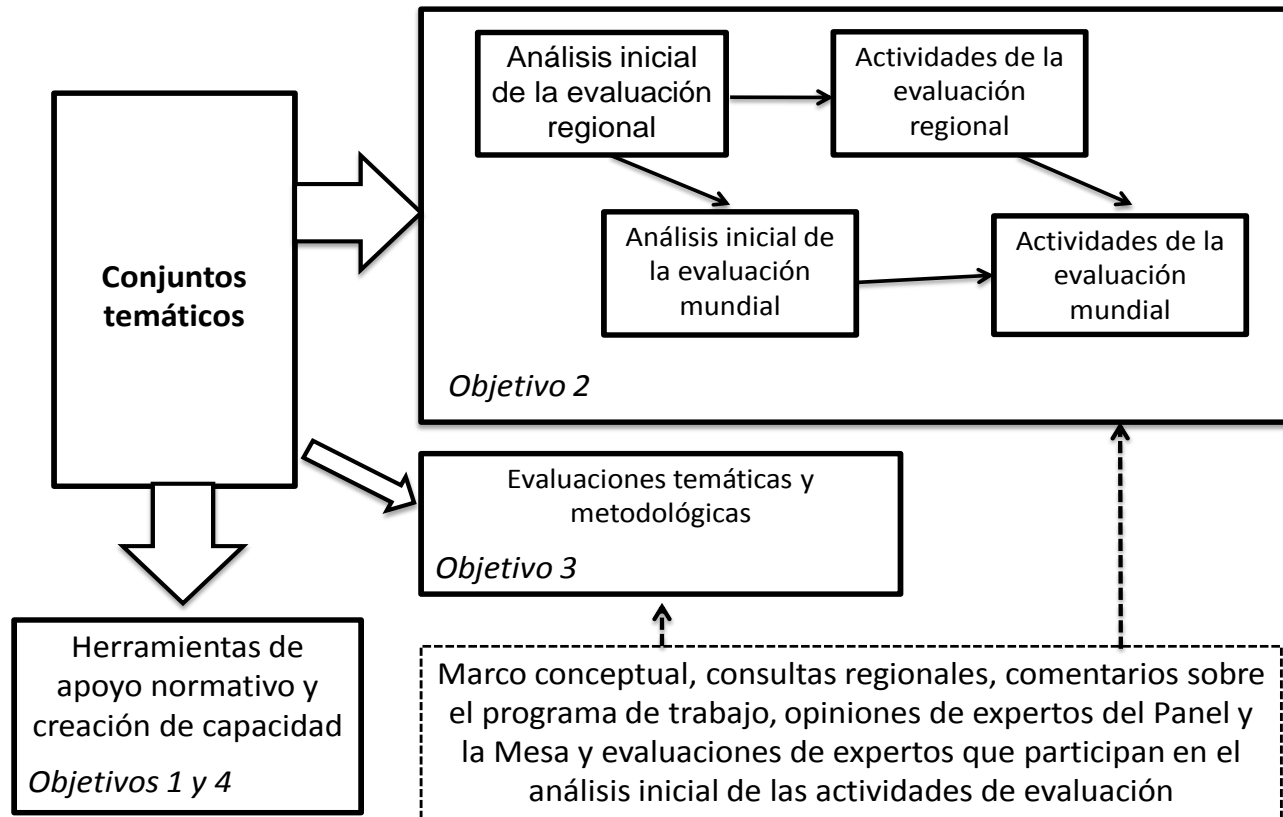 Conjuntos
temáticos
Análisis inicial
de la evaluación
regional
Actividades de la
evaluación
regional
Análisis inicial de
la evaluación
mundial
Actividades de la
evaluación
mundial
Objetivo 2
Evaluaciones temáticas y
metodológicas
Objetivo 3
Herramientas de
apoyo normativo y
creación de capacidad
Objetivos 1 y 4
Marco conceptual, consultas regionales, comentarios sobre
el programa de trabajo, opiniones de expertos del Panel y
la Mesa y evaluaciones de expertos que participan en el
análisis inicial de las actividades de evaluación